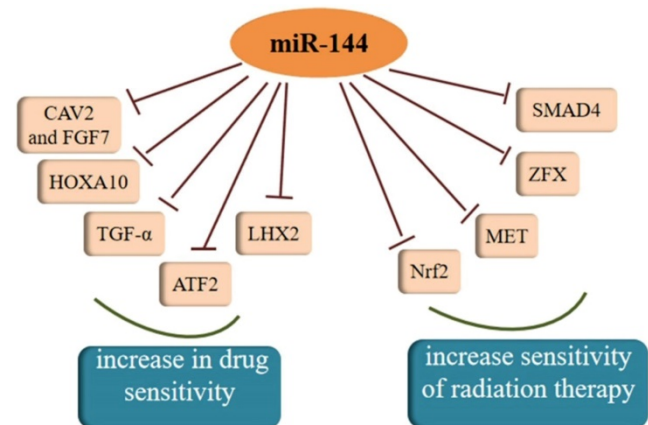 miR-144
CAV2
and FGF7
HOXA10
TGF-α
ATF2
LHX2
SMAD4
ZFX
MET
Nrf2
increase in drug
sensitivity
increase sensitivity
of radiation therapy